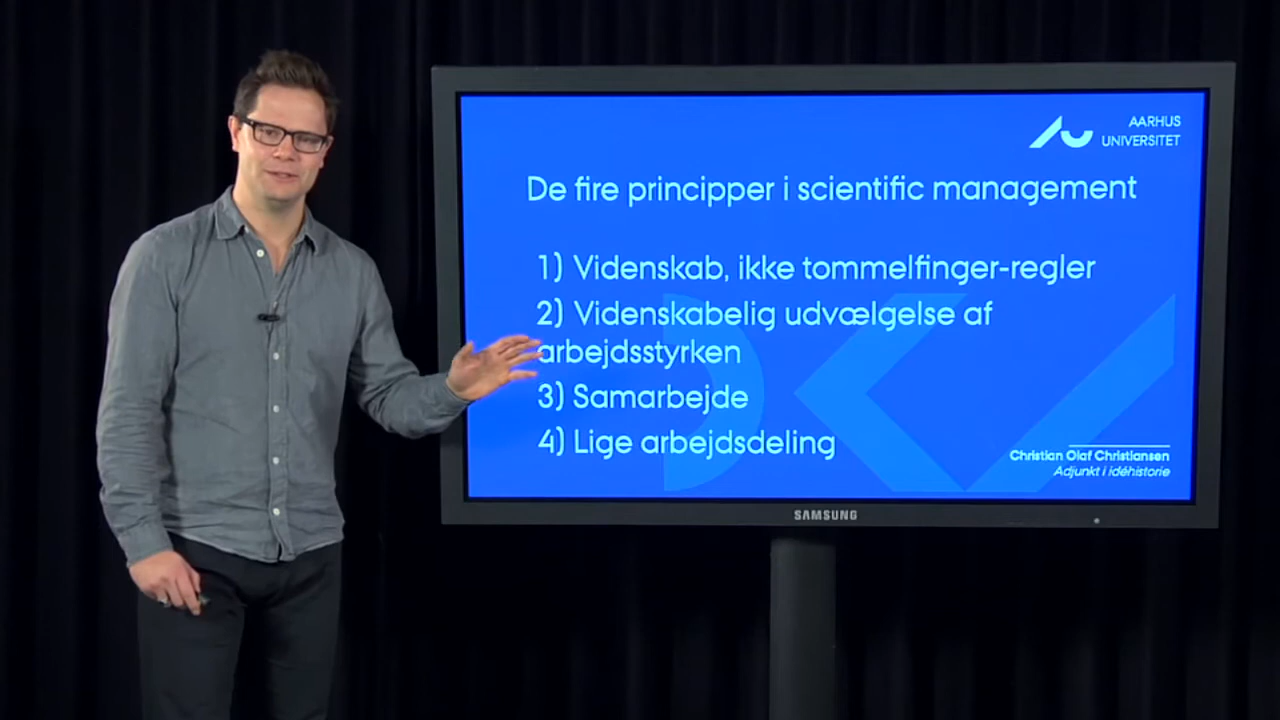 AARHUS
UNIVERSITET
De fire principper i scientific management
1) Videnskab, ikke tommelfinger-regler
2) Videnskabelig udvælgelse af
arbejdsstyrken
3) Samarbejde
4) Lige arbejdsdeling
Christian Olaf Christiansen
Adjunkt i idéhistorie
SAMSUNG